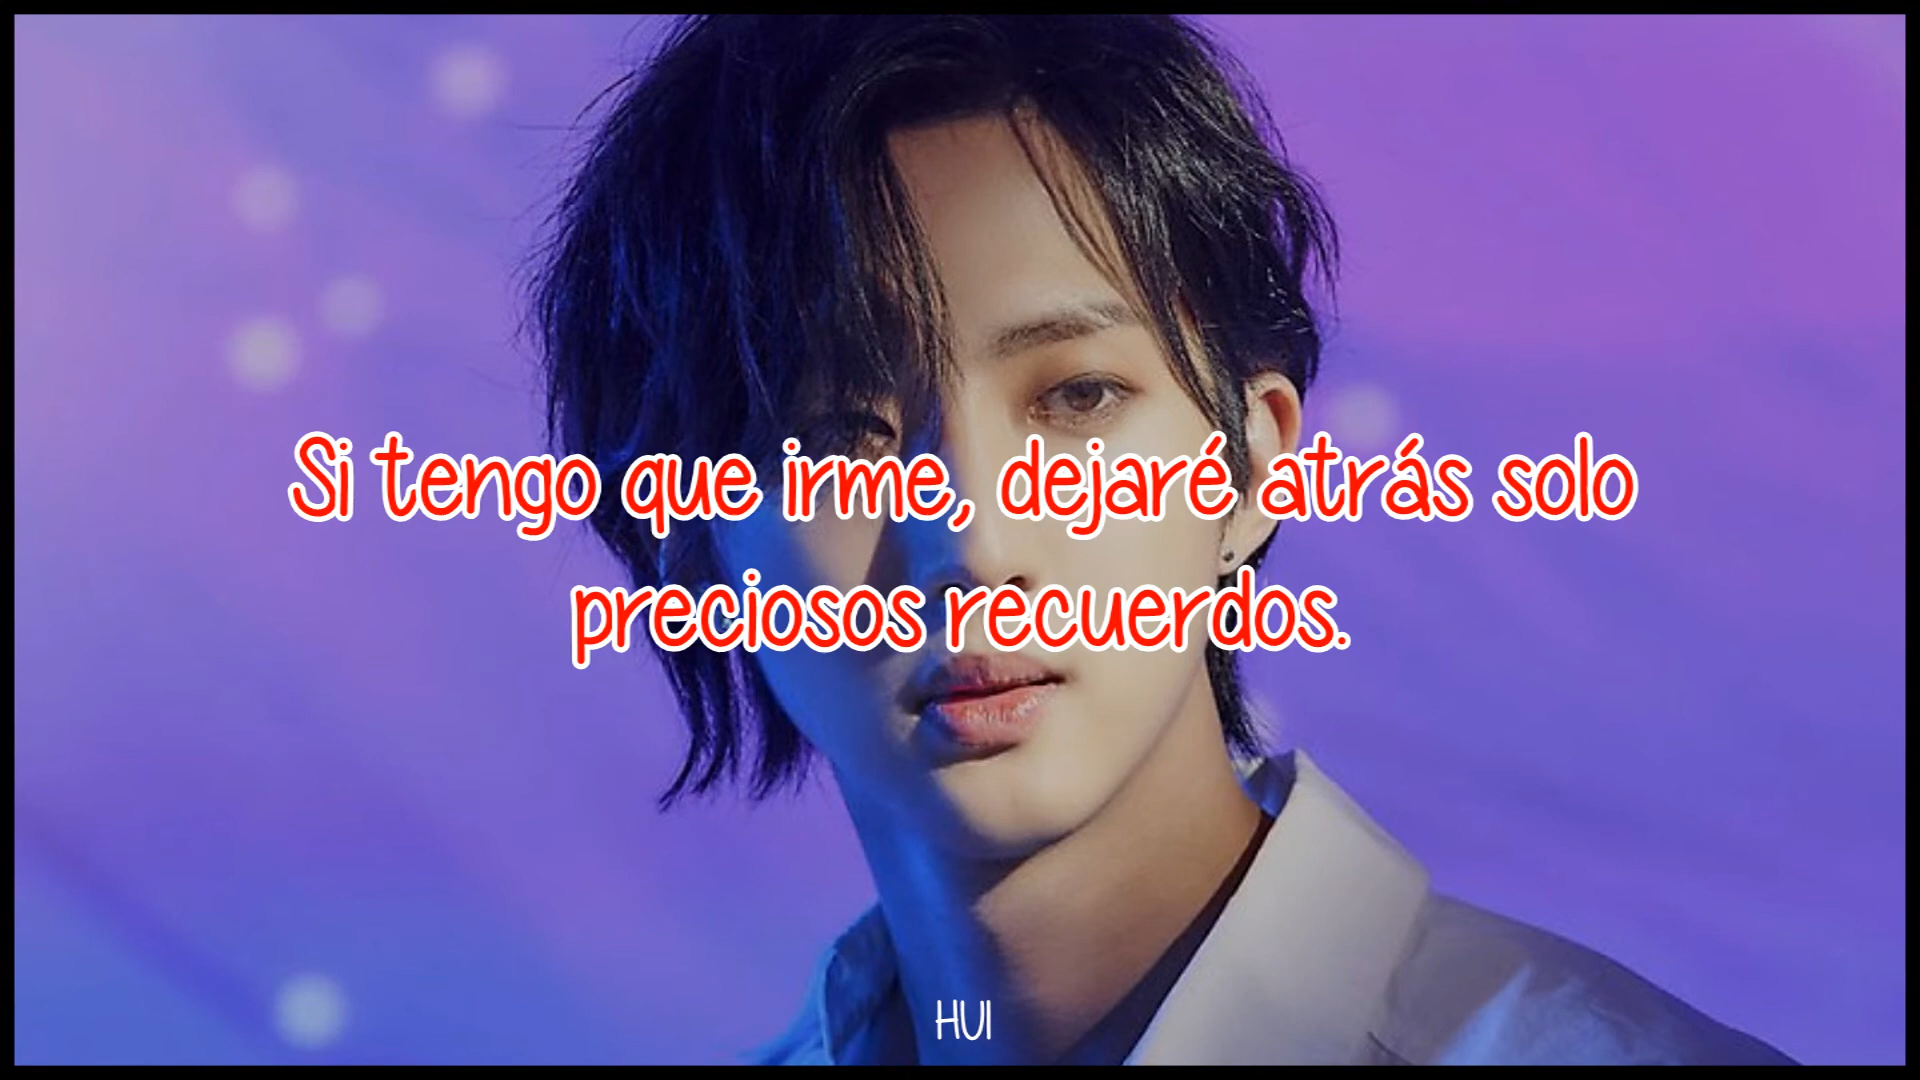 Si tengo que irme, dejaré atrás solo
preciosos recuerdos.
HUI